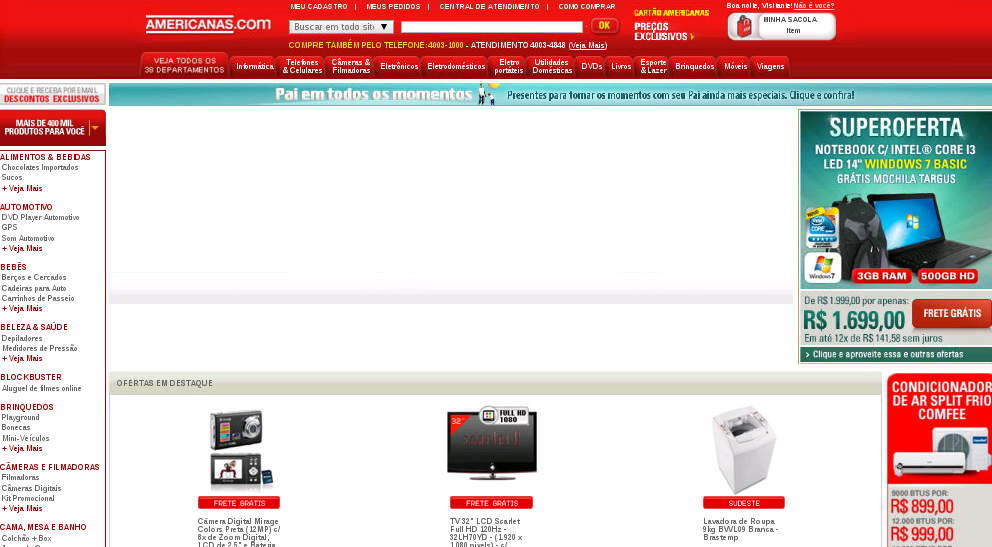 MEU CADASTRO | MEUS PEDIDOS | CENTRAL DE ATENDIMENTO | COMO COMPRAR
AMERICANAS.com
Buscar em todo site
OK
COMPRE TAMBÉM PELO TELEFONE:4003-1000 - ATENDIMENTO 4003-4848 (Veja Mais)
CARTÃO AMERICANAS
PREÇOS
EXCLUSIVOS
Boa noite, Visitante! Não é você?
MINHA SACOLA
Item
VEJA TODOS OS
38 DEPARTAMENTOS
Informática
Telefones
& Celulares
Câmeras &
Filmadoras
Eletrônicos
Eletrodomésticos
Eletro
portáteis
Utilidades
Domésticas
DVDs
Livros
Esporte
& Lazer
Brinquedos
Móveis
Viagens
CLIQUE E RECEBA POR EMAIL
DESCONTOS EXCLUSIVOS
Pai em todos os momentos
Presentes para tornar os momentos com seu Pai ainda mais especiais. Clique e confira!
MAIS DE 400 MIL
PRODUTOS PARA VOCÊ
ALIMENTOS & BEBIDAS
Chocolates Importados
Sucos
+ Veja Mais
AUTOMOTIVO
DVD Player Automotivo
GPS
Som Automotivo
+ Veja Mais
BEBÊS
Berços e Cercados
Cadeiras para Auto
Carrinhos de Passeio
+ Veja Mais
BELEZA & SAÚDE
Depiladores
Medidores de Pressão
+ Veja Mais
BLOCKBUSTER
Aluguel de filmes online
BRINQUEDOS
Playground
Bonecas
Mini-Veículos
+ Veja Mais
CÂMERAS E FILMADORAS
Filmadoras
Câmeras Digitais
Kit Promocional
+ Veja Mais
CAMA, MESA E BANHO
Colchão + Box
SUPEROFERTA
NOTEBOOK C/ INTEL® CORE I3
LED 14" WINDOWS 7 BASIC
GRÁTIS MOCHILA TARGUS
Windows 7
3GB RAM
500GB HD
De R$ 1.999,00 por apenas:
R$ 1.699,00
FRETE GRÁTIS
Em até 12x de R$ 141,58 sem juros
> Clique e aproveite essa e outras ofertas
OFERTAS EM DESTAQUE
FRETE GRÁTIS
Câmera Digital Mirage
Colors Preta (12MP) c/
8x de Zoom Digital,
LCD de 2,5" e Bateria
32"
FULL HD
1080
scarlet II
FRETE GRÁTIS
TV 32" LCD Scarlet
Full HD 120Hz -
32LH70YD - (1.920 x
1.080 pixels) - c/
SUDESTE
Lavadora de Roupa
9kg BWL09 Branca -
Brastemp
CONDICIONADOR
DE AR SPLIT FRIO
COMFEE
9000 BTUS POR:
R$ 899,00
12.000 BTUS POR:
R$ 999,00